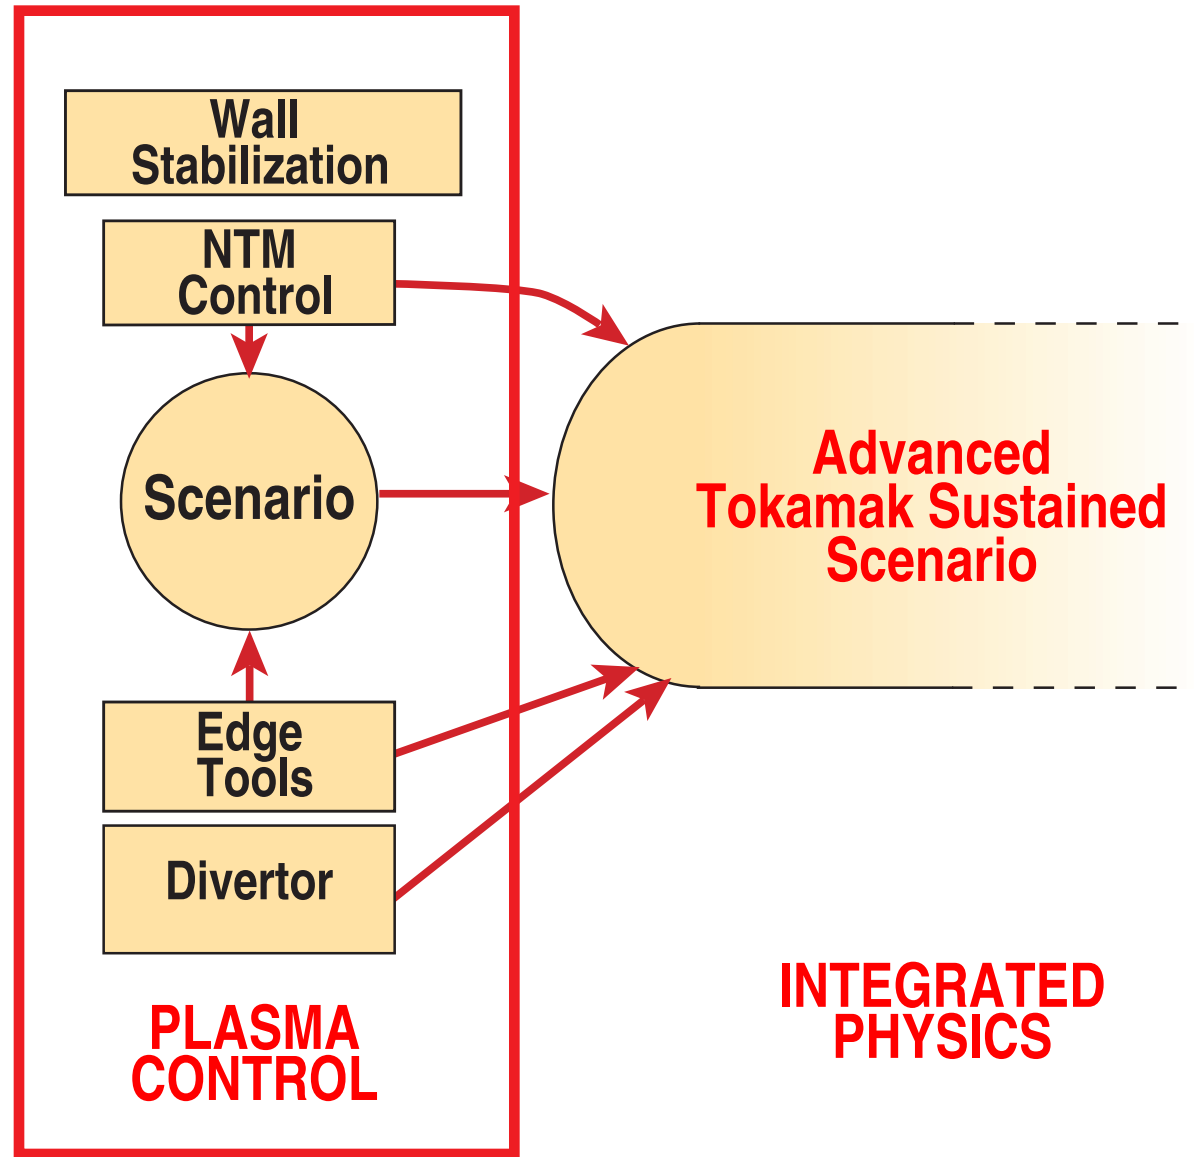 Wall
Stabilization
NTM
Control
Scenario
Edge
Tools
Divertor
PLASMA
CONTROL
Advanced
Tokamak Sustained
Scenario
INTEGRATED
PHYSICS